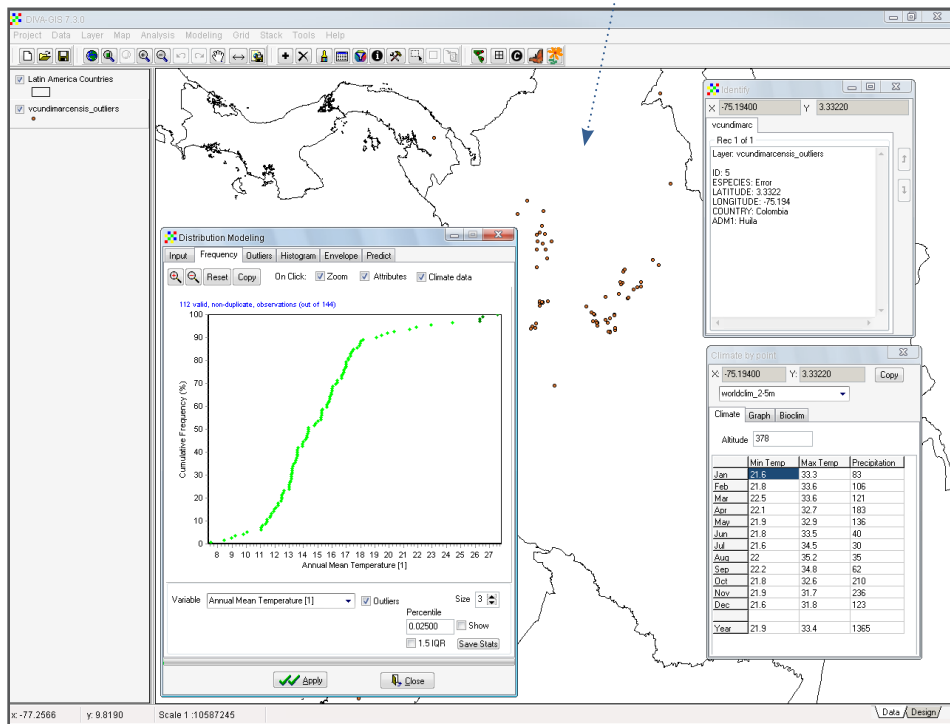 DIVA-GIS 7.3.0
Project Data Layer Map Analysis Modeling Grid Stack Tools Help
Latin America Countries
vcundimarcensis_outliers
Identify
X -75.19400 Y 3.33220
vcundimarc
Rec 1 of 1
Layer: vcundimarcensis_outliers
ID: 5
ESPECIES: Error
LATITUDE: 3.3322
LONGITUDE: -75.194
COUNTRY: Colombia
ADM1: Huila
Distribution Modeling
Input Frequency Outliers Histogram Envelope Predict
Reset Copy On Click: Zoom Attributes Climate data
112 valid, non-duplicate, observations (out of 144)
100
90
80
70
60
50
40
30
20
10
0
Cumulative Frequency (%)
8 9 10 11 12 13 14 15 16 17 18 19 20 21 22 23 24 25 26 27
Annual Mean Temperature [1]
Variable Annual Mean Temperature [1] Outliers Size 3
Percentile
0.02500 Show
1.5 IQR Save Stats
Apply Close
Climate by point
X: -75.19400 Y: 3.33220 Copy
worldclim_2-5m
Climate Graph Bioclim
Altitude 378
Min Temp Max Temp Precipitation
Jan 21.6 33.3 83
Feb 21.8 33.6 106
Mar 22.5 33.6 121
Apr 22.1 32.7 183
May 21.9 32.9 136
Jun 21.8 33.5 40
Jul 21.6 34.5 30
Aug 22 35.2 35
Sep 22.2 34.8 62
Oct 21.8 32.6 210
Nov 21.9 31.7 236
Dec 21.6 31.8 123
Year 21.9 33.4 1365
x: -77.2566 y: 9.8190 Scale 1 :10587245
Data Design